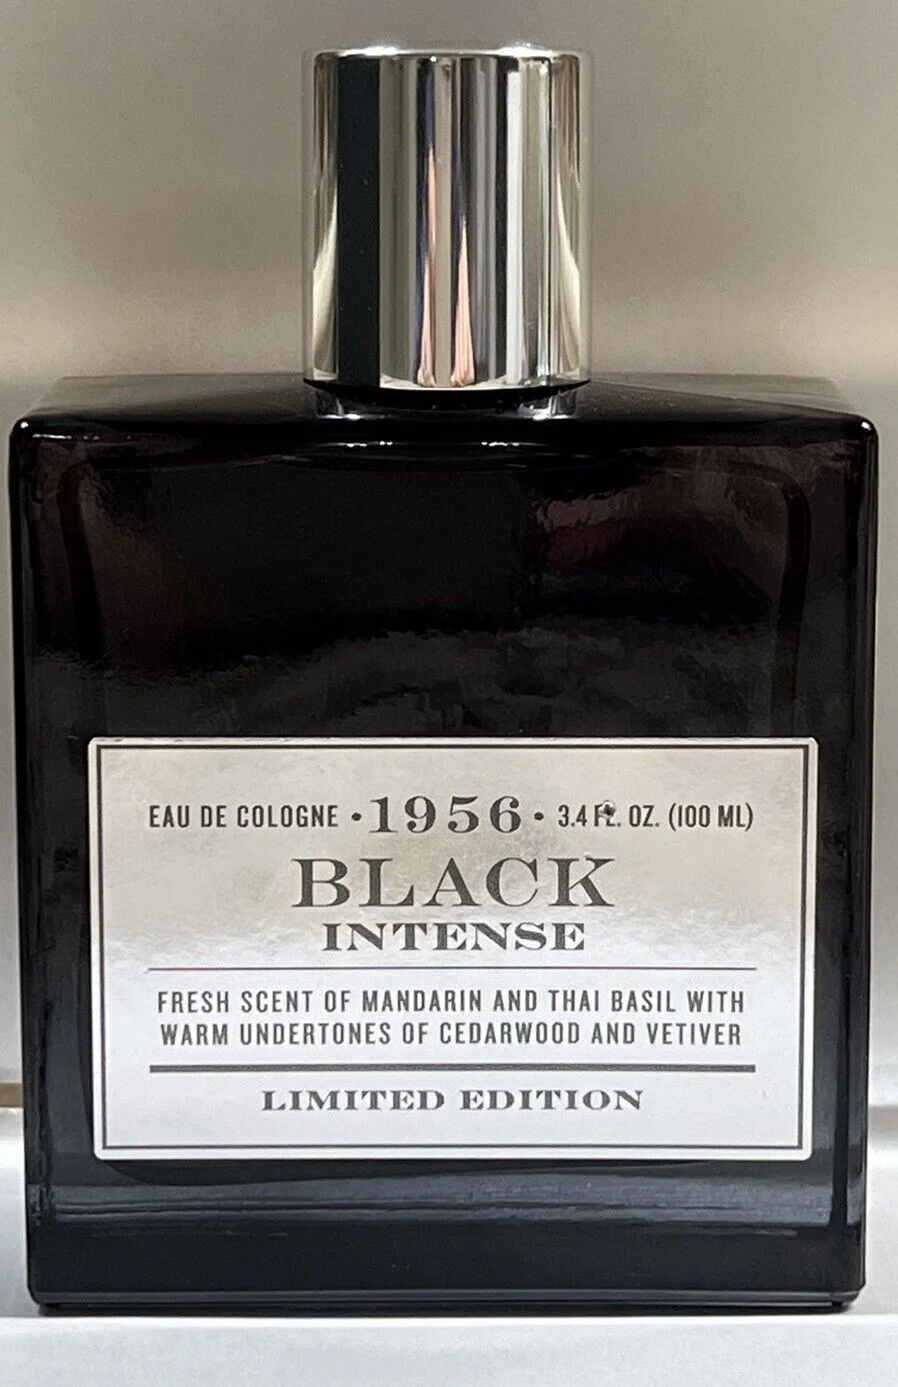 EAU DE COLOGNE • 1956 • 3.4 FL. OZ. (100 ML)
BLACK
INTENSE
FRESH SCENT OF MANDARIN AND THAI BASIL WITH
WARM UNDERTONES OF CEDARWOOD AND VETIVER
LIMITED EDITION